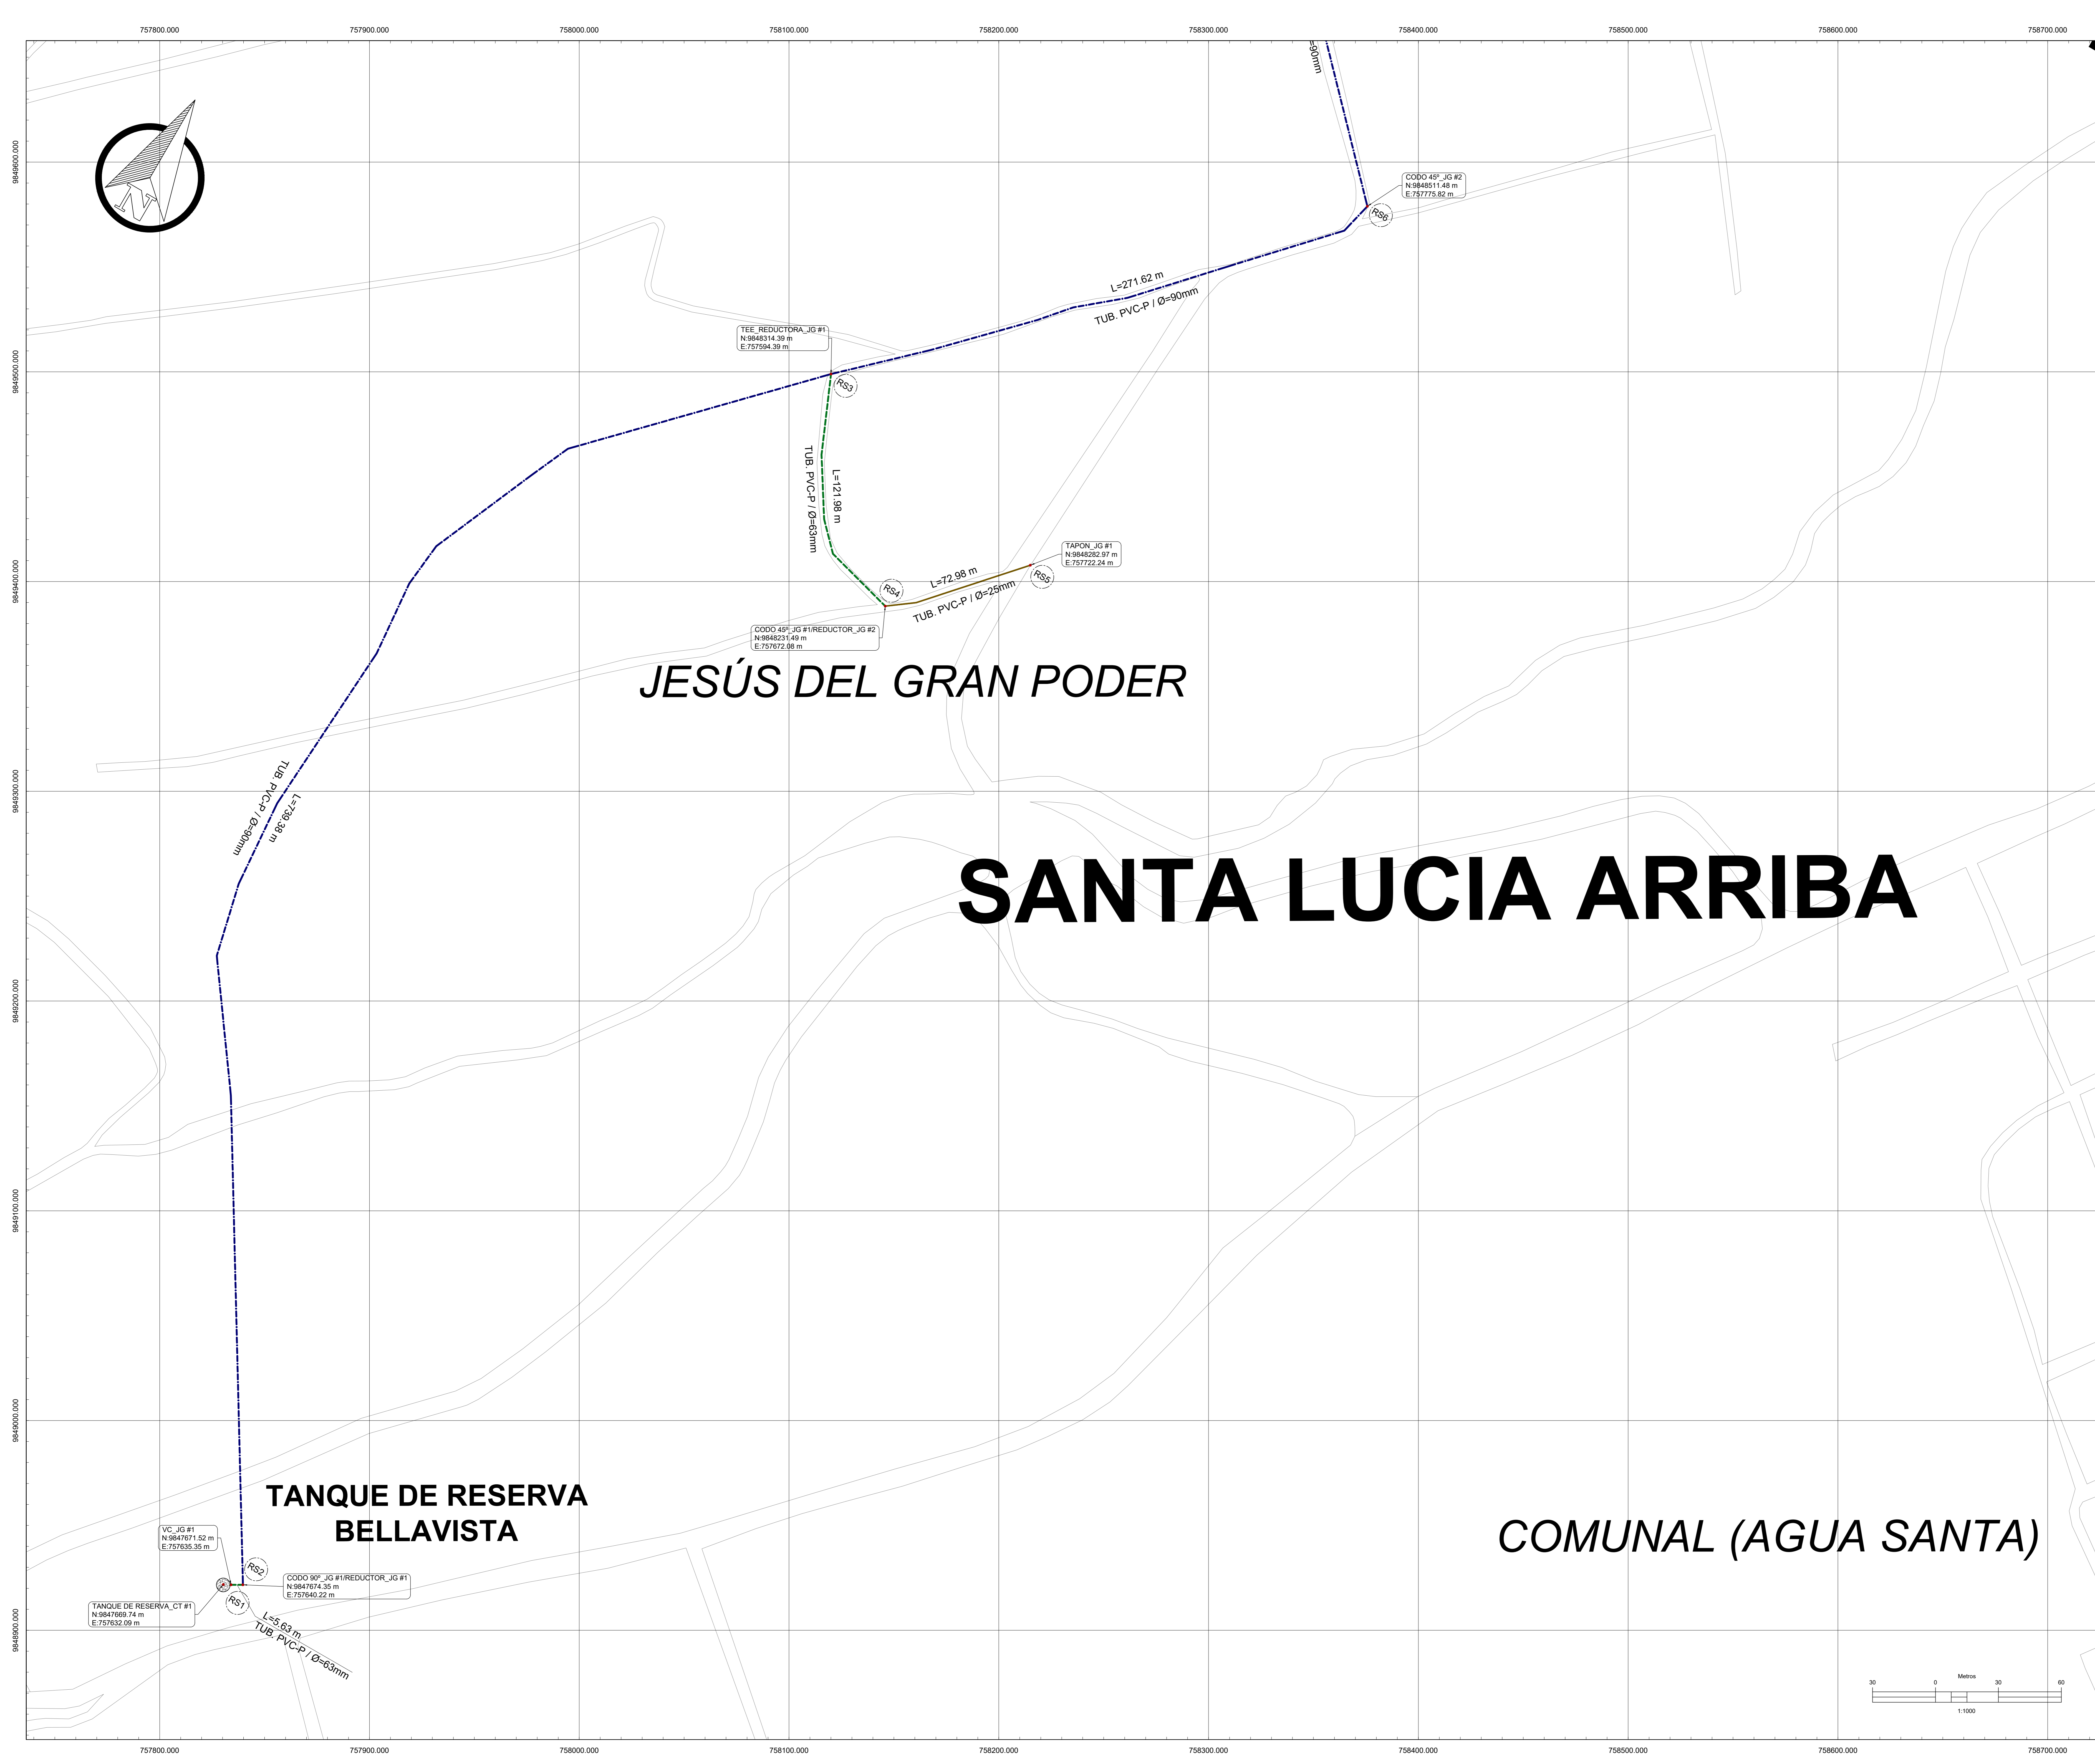 757800.000
757900.000
758000.000
758100.000
758200.000
758300.000
758400.000
758500.000
758600.000
758700.000
=90mm
N
9849600.000
CODO 45º_JG #2
N:9848511.48 m
E:757775.82 m
RS6
L=271.62 m
TUB. PVC-P / Ø=90mm
TEE_REDUCTORA_JG #1
N:9848314.39 m
E:757594.39 m
9849500.000
RS3
TUB. PVC-P / Ø=63mm
L=121.98 m
TAPON_JG #1
N:9848282.97 m
E:757722.24 m
9849400.000
RS5
L=72.98 m
TUB. PVC-P / Ø=25mm
RS4
CODO 45º_JG #1/REDUCTOR_JG #2
N:9848231.49 m
E:757672.08 m
JESÚS DEL GRAN PODER
9849300.000
TUB. PVC-P / Ø=90mm
L=739.38 m
SANTA LUCIA ARRIBA
9849200.000
9849100.000
9849000.000
TANQUE DE RESERVA
BELLAVISTA
VC_JG #1
N:9847671.52 m
E:757635.35 m
COMUNAL (AGUA SANTA)
RS2
CODO 90º_JG #1/REDUCTOR_JG #1
N:9847674.35 m
E:757640.22 m
TANQUE DE RESERVA_CT #1
N:9847669.74 m
E:757632.09 m
RS1
L=5.63 m
TUB. PVC-P / Ø=63mm
9848900.000
Metros
30 0 30 60
1:1000
757800.000
757900.000
758000.000
758100.000
758200.000
758300.000
758400.000
758500.000
758600.000
758700.000